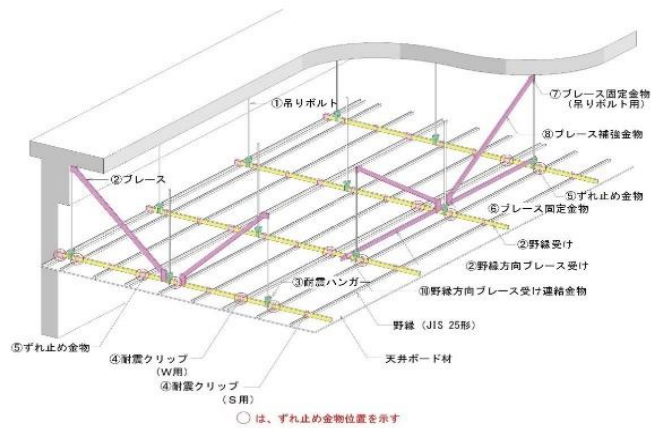 ⑦ブレース固定金物
(吊りボルト用)
①吊りボルト
⑧ブレース補強金物
②ブレース
⑤ずれ止め金物
⑥ブレース固定金物
②野縁受け
②野縁方向ブレース受け
③耐震ハンガー
⑩野縁方向ブレース受け連結金物
野縁(JIS 25形)
⑤ずれ止め金物
④耐震クリップ
(W用)
天井ボード材
④耐震クリップ
(S用)
○は、ずれ止め金物位置を示す